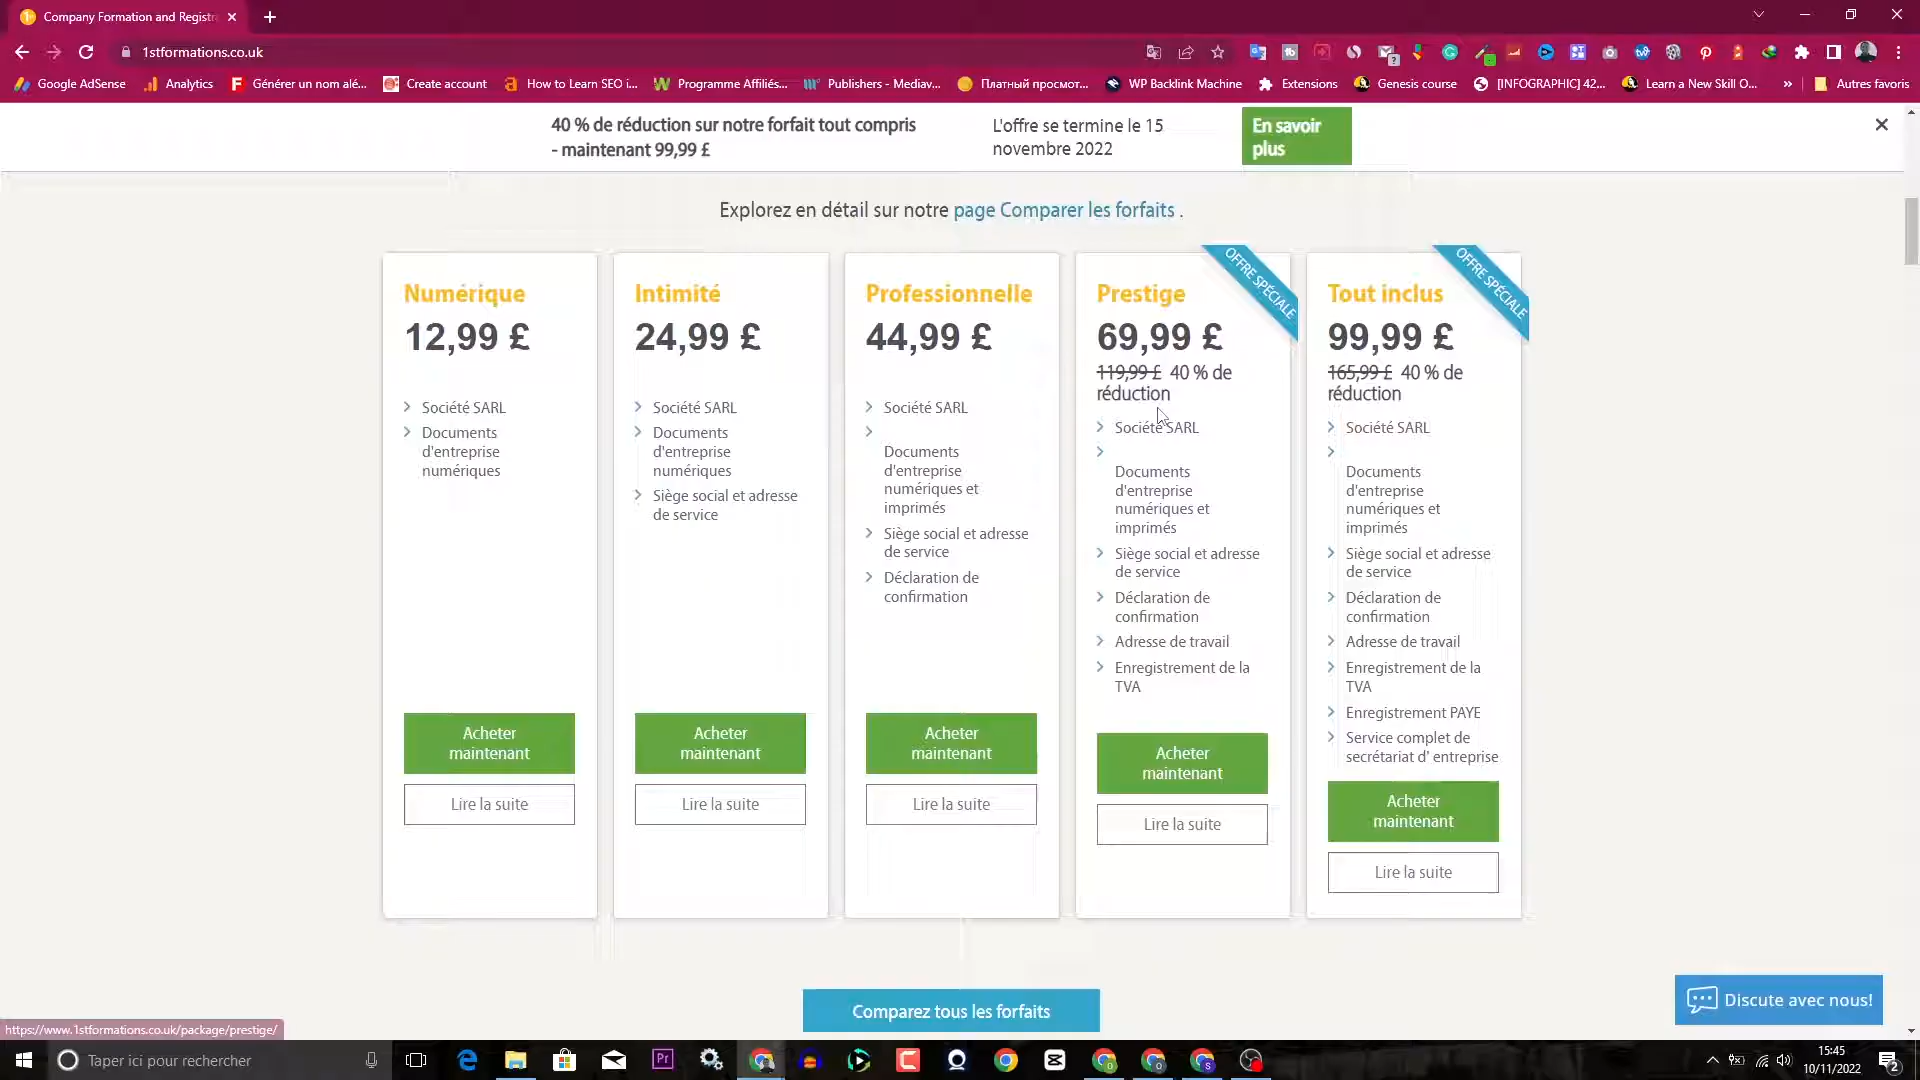 Company Formation and Registr
1stformations.co.uk
Google AdSense
Analytics
Générer un nom alé...
Create account
How to Learn SEO i...
Programme Affiliés...
Publishers - Mediav...
Платный просмот...
WP Backlink Machine
Extensions
Genesis course
[INFOGRAPHIC] 42...
Learn a New Skill O...
»
Autres favoris
40 % de réduction sur notre forfait tout compris
- maintenant 99,99 £
L'offre se termine le 15
novembre 2022
En savoir
plus
Explorez en détail sur notre page Comparer les forfaits .
Numérique
12,99 £
Société SARL
Documents
d'entreprise
numériques
Acheter
maintenant
Lire la suite
Intimité
24,99 £
Société SARL
Documents
d'entreprise
numériques
Siège social et adresse
de service
Acheter
maintenant
Lire la suite
Professionnelle
44,99 £
Société SARL
Documents
d'entreprise
numériques et
imprimés
Siège social et adresse
de service
Déclaration de
confirmation
Acheter
maintenant
Lire la suite
OFFRE SPÉCIALE
Prestige
69,99 £
119,99 £ 40 % de
réduction
Société SARL
Documents
d'entreprise
numériques et
imprimés
Siège social et adresse
de service
Déclaration de
confirmation
Adresse de travail
Enregistrement de la
TVA
Acheter
maintenant
Lire la suite
OFFRE SPÉCIALE
Tout inclus
99,99 £
165,99 £ 40 % de
réduction
Société SARL
Documents
d'entreprise
numériques et
imprimés
Siège social et adresse
de service
Déclaration de
confirmation
Adresse de travail
Enregistrement de la
TVA
Enregistrement PAYE
Service complet de
secrétariat d' entreprise
Acheter
maintenant
Lire la suite
Comparez tous les forfaits
Discute avec nous!
https://www.1stformations.co.uk/package/prestige/
Taper ici pour rechercher
Pr
15:45
10/11/2022
2